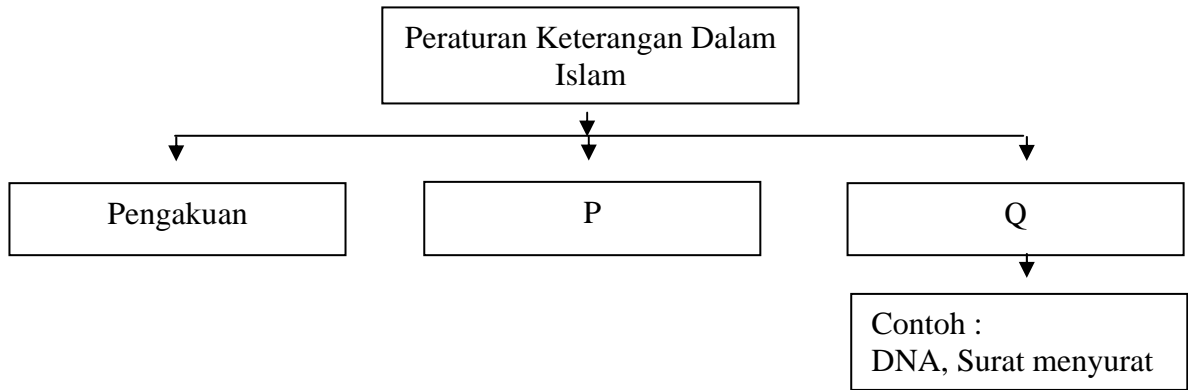 Peraturan Keterangan Dalam
Islam
Pengakuan
P
Q
Contoh :
DNA, Surat menyurat